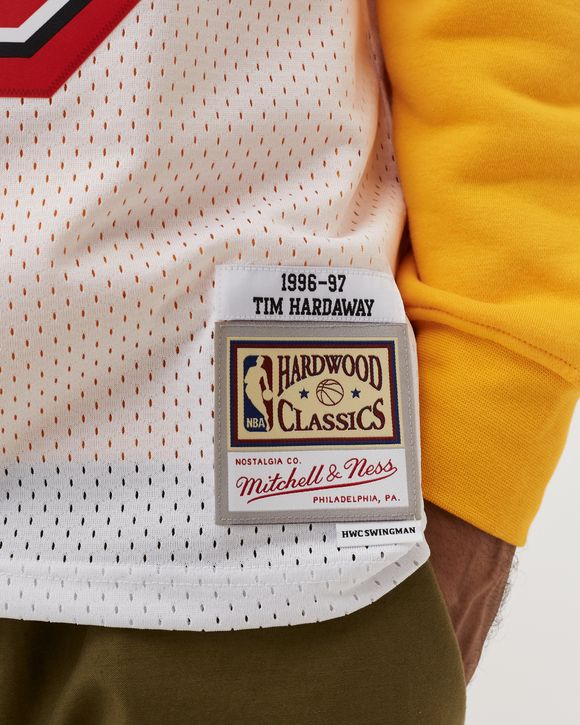 1996-97
TIM HARDAWAY
HARDWOOD
NBA
CLASSICS
NOSTALGIA CO.
Mitchell & Ness
PHILADELPHIA, PA.
HWC SWINGMAN